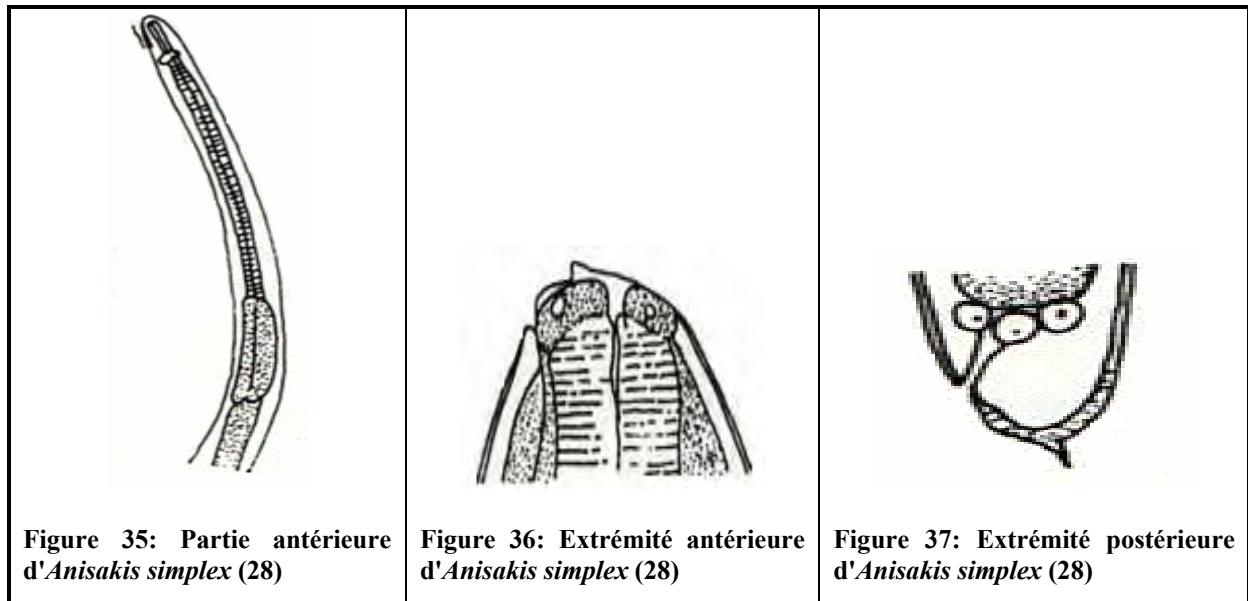 Figure 35: Partie antérieure
d'Anisakis simplex (28)
Figure 36: Extrémité antérieure
d'Anisakis simplex (28)
Figure 37: Extrémité postérieure
d'Anisakis simplex (28)